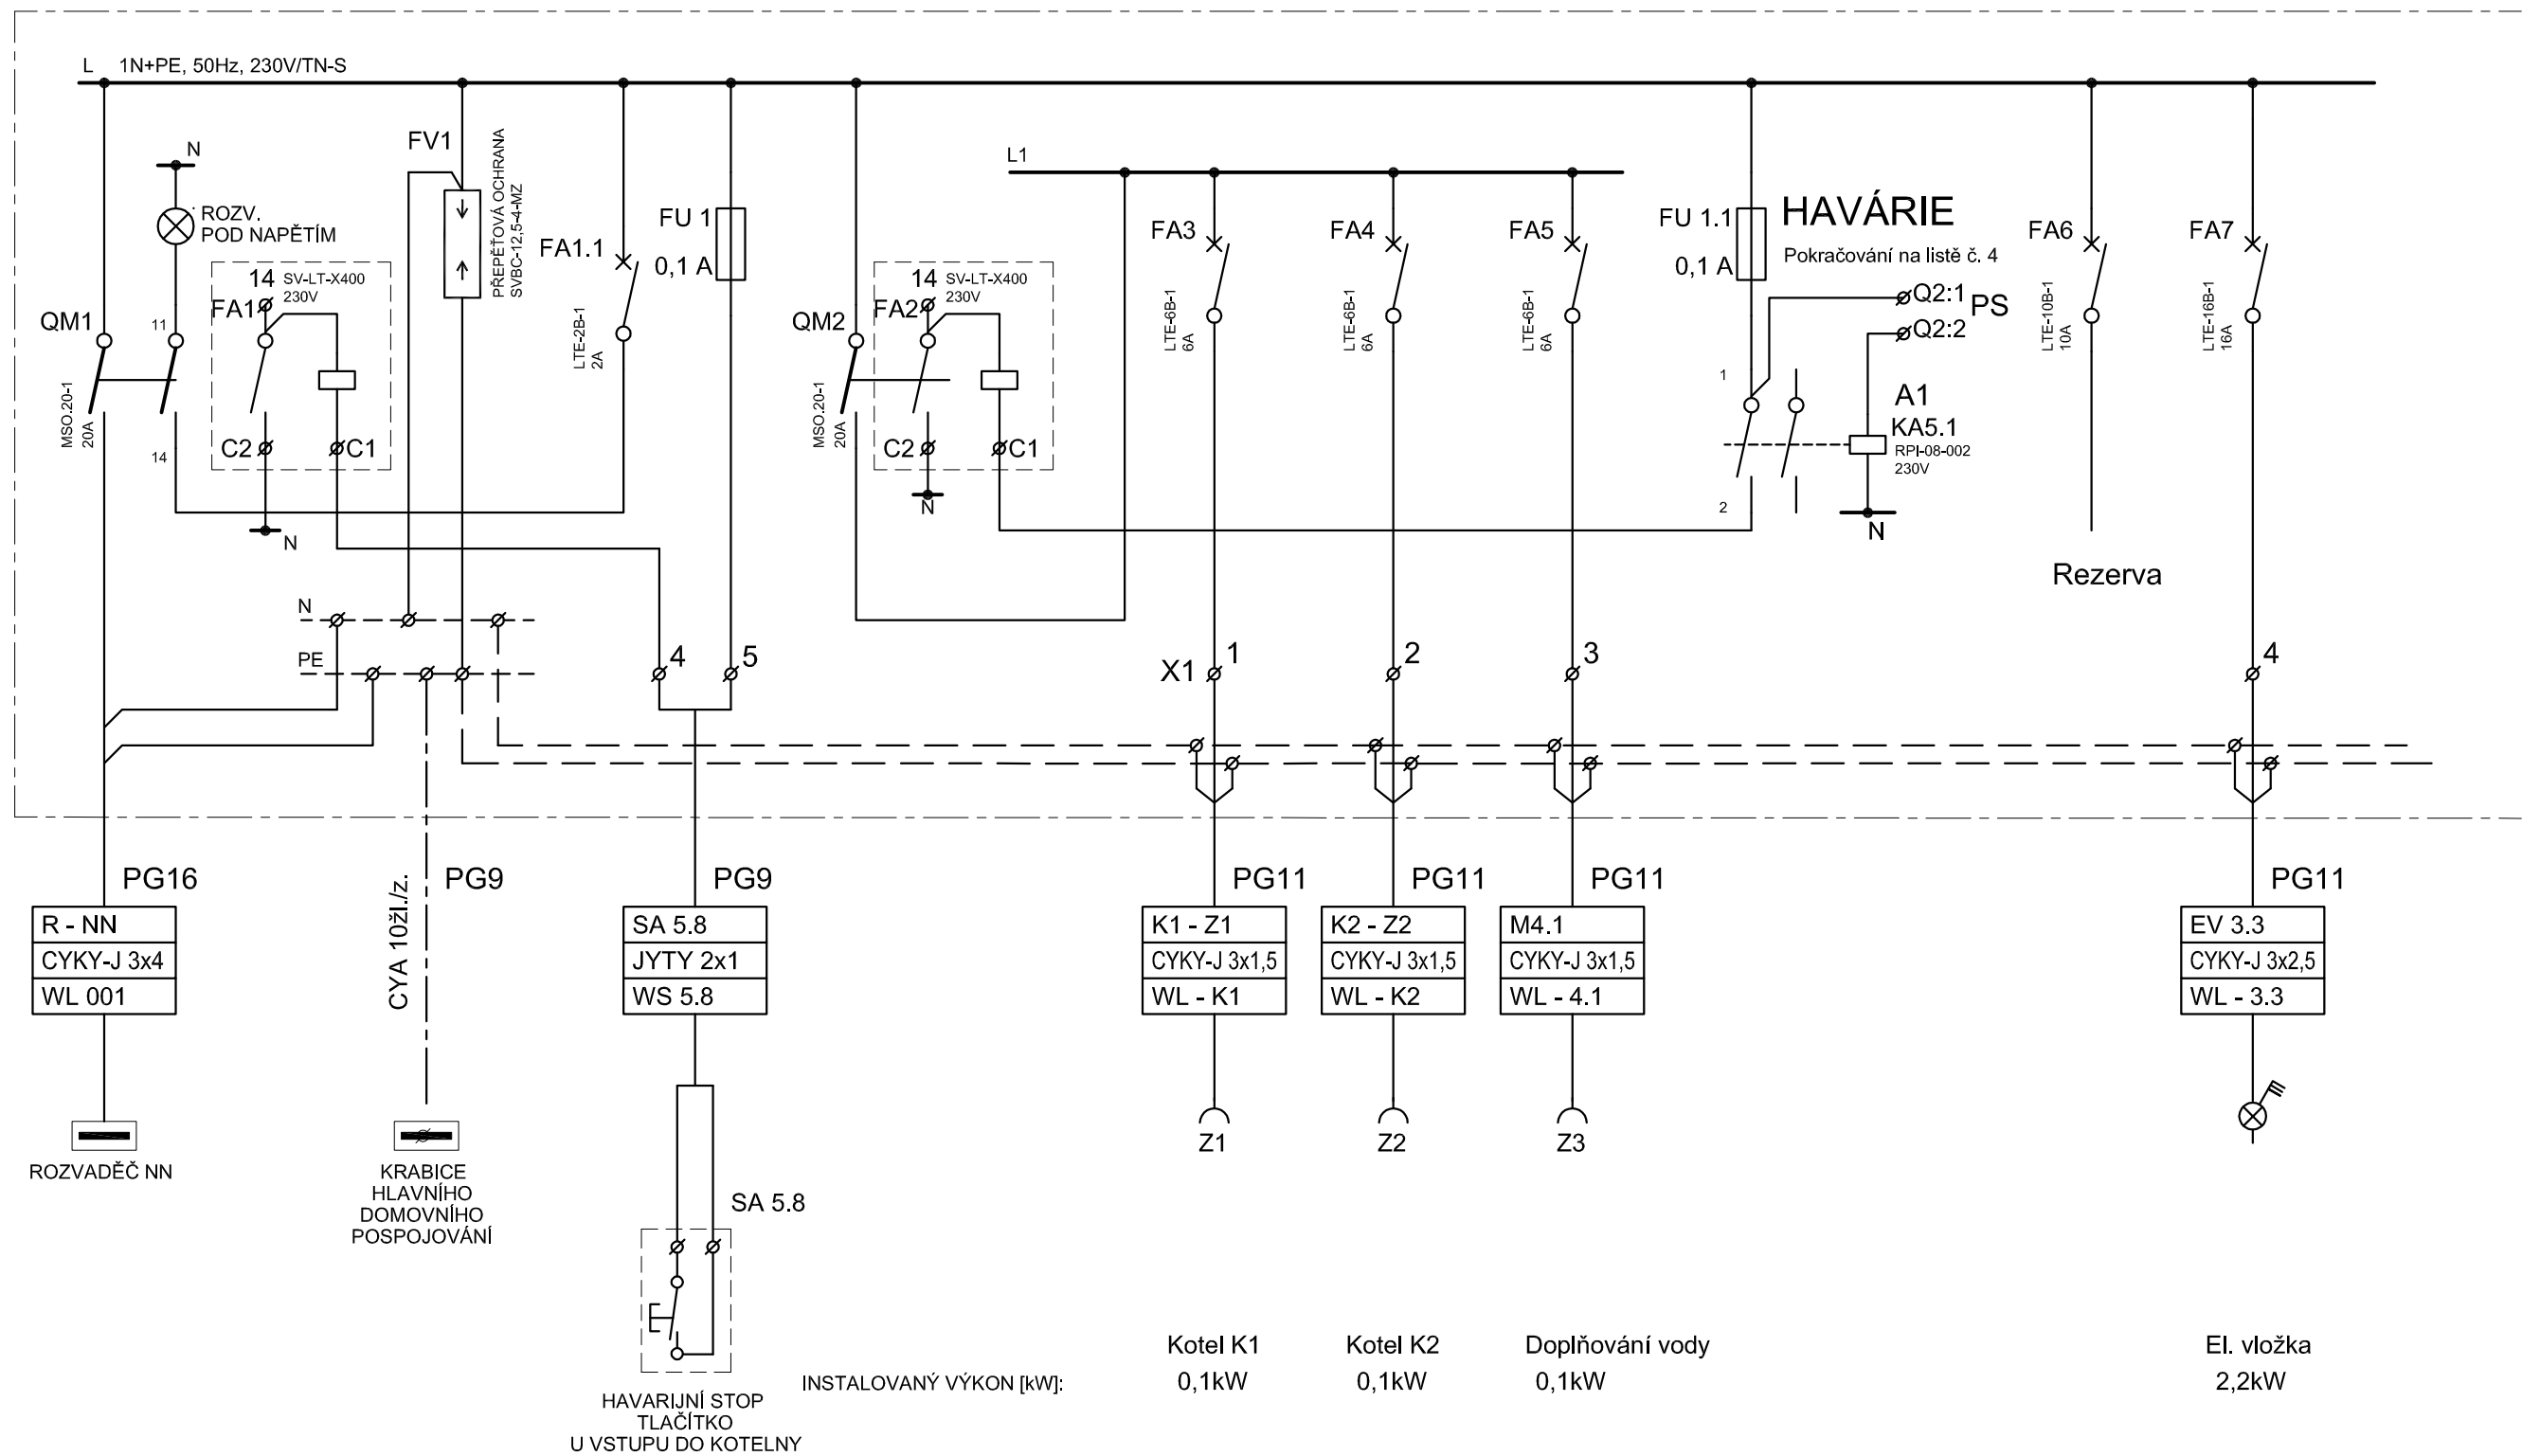 L 1N+PE, 50Hz, 230V/TN-S
N
ROZV.
POD NAPĚTÍM
QM1
MSO.20-1
20A
11
14
14 SV-LT-X400
230V
FA1
C2
C1
N
FV1
PŘEPĚŤOVÁ OCHRANA
SVBC-12,5-4-MZ
FA1.1
LTE-2B-1
2A
FU 1
0,1 A
QM2
MSO.20-1
20A
14 SV-LT-X400
230V
FA2
C2
C1
N
L1
FA3
LTE-6B-1
6A
FA4
LTE-6B-1
6A
FA5
LTE-6B-1
6A
FU 1.1
0,1 A
HAVÁRIE
Pokračování na listě č. 4
Q2:1
PS
Q2:2
1
2
A1
KA5.1
RPI-08-002
230V
N
FA6
LTE-10B-1
10A
Rezerva
FA7
LTE-16B-1
16A
N
PE
4
5
X1
1
2
3
4
PG16
CYA 10žl./z.
PG9
PG9
PG11
PG11
PG11
PG11
R - NN
CYKY-J 3x4
WL 001
SA 5.8
JYTY 2x1
WS 5.8
K1 - Z1
CYKY-J 3x1,5
WL - K1
K2 - Z2
CYKY-J 3x1,5
WL - K2
M4.1
CYKY-J 3x1,5
WL - 4.1
EV 3.3
CYKY-J 3x2,5
WL - 3.3
ROZVADĚČ NN
KRABICE
HLAVNÍHO
DOMOVNÍHO
POSPOJOVÁNÍ
Z1
Z2
Z3
SA 5.8
HAVARIJNÍ STOP
TLAČÍTKO
U VSTUPU DO KOTELNY
Kotel K1
Kotel K2
Doplňování vody
El. vložka
INSTALOVANÝ VÝKON [kW]:
0,1kW
0,1kW
0,1kW
2,2kW